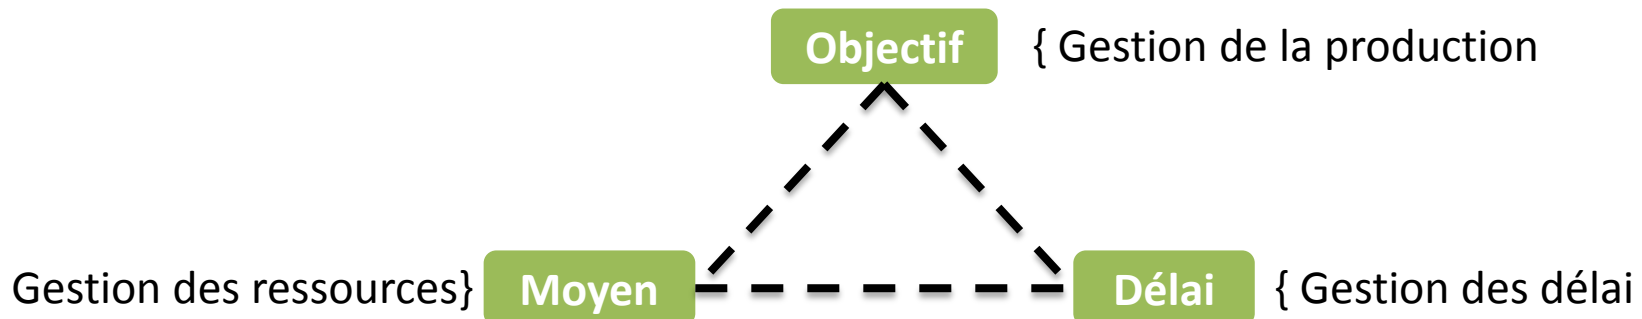 Objectif { Gestion de la production
Gestion des ressources} Moyen Délai { Gestion des délai